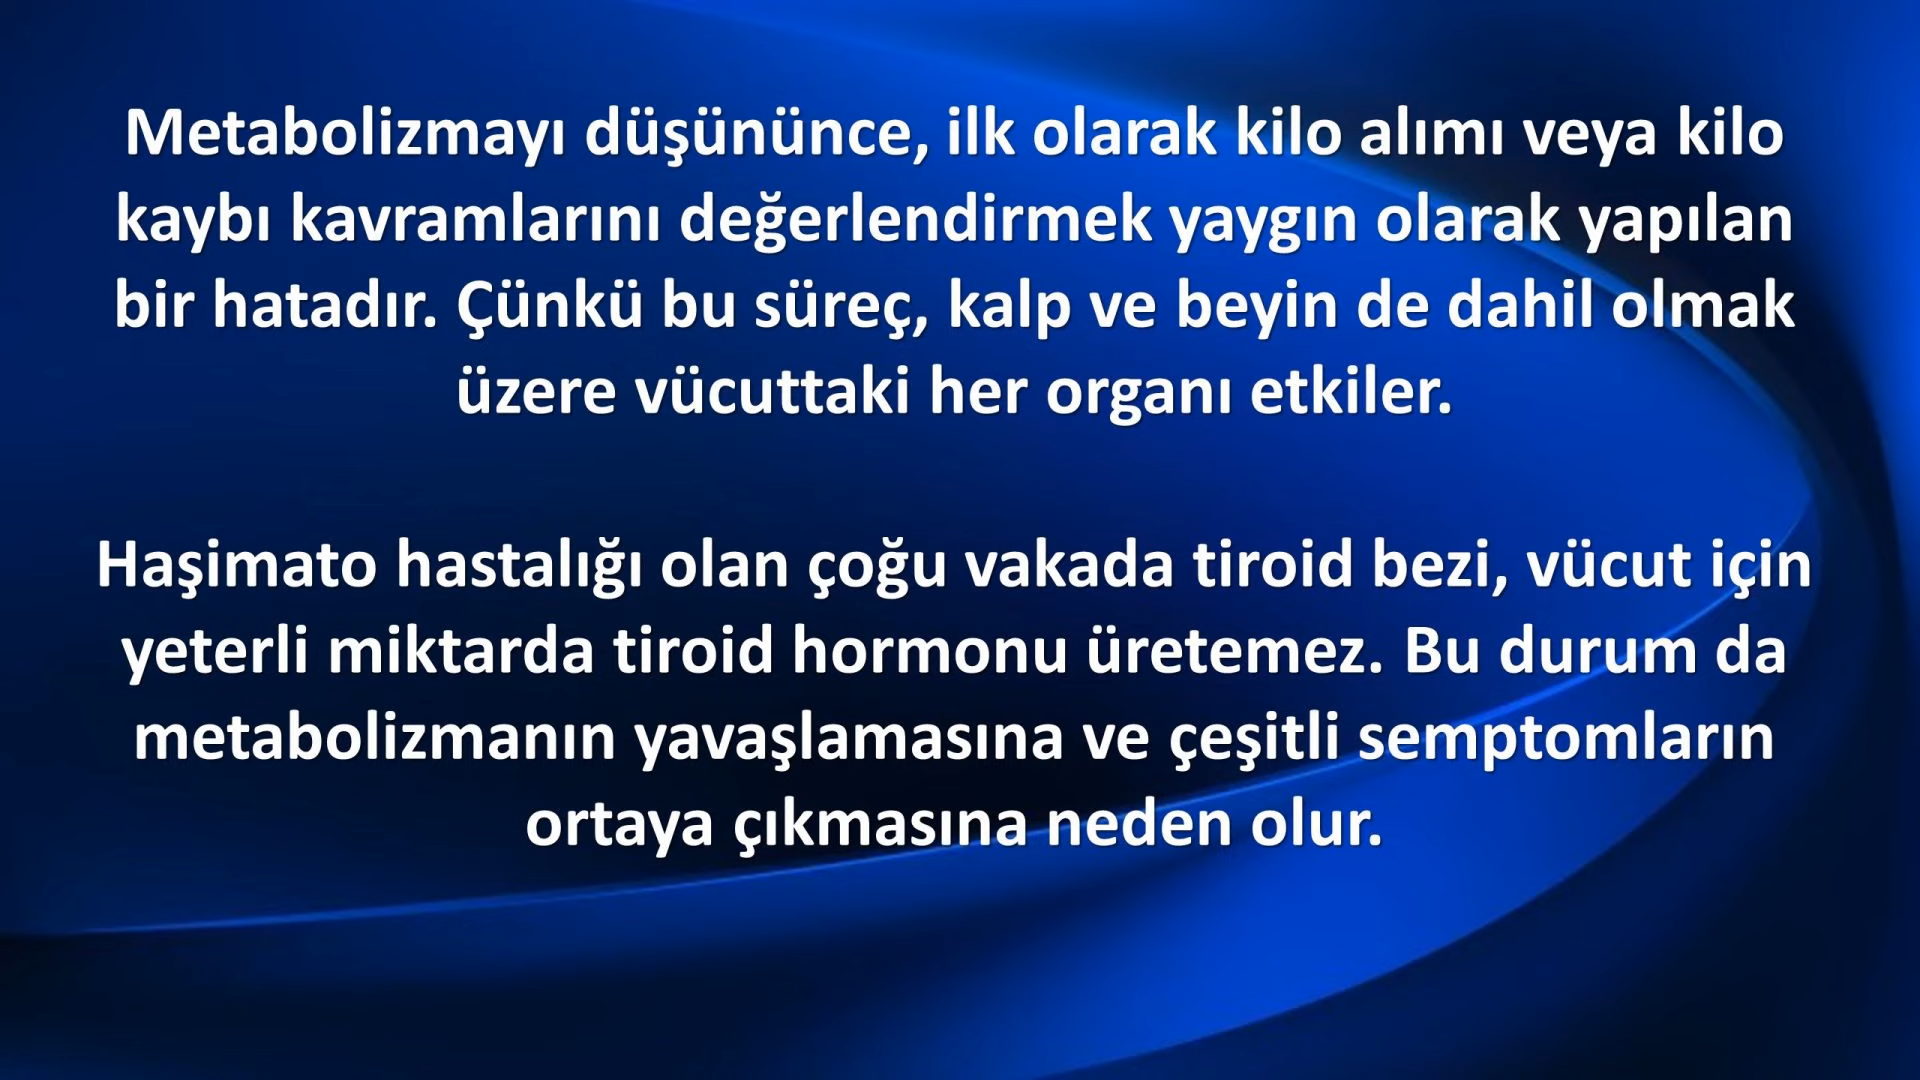 Metabolizmayı düşününce, ilk olarak kilo alımı veya kilo
kaybı kavramlarını değerlendirmek yaygın olarak yapılan
bir hatadır. Çünkü bu süreç, kalp ve beyin de dahil olmak
üzere vücuttaki her organı etkiler.
Haşimato hastalığı olan çoğu vakada tiroid bezi, vücut için
yeterli miktarda tiroid hormonu üretemez. Bu durum da
metabolizmanın yavaşlamasına ve çeşitli semptomların
ortaya çıkmasına neden olur.